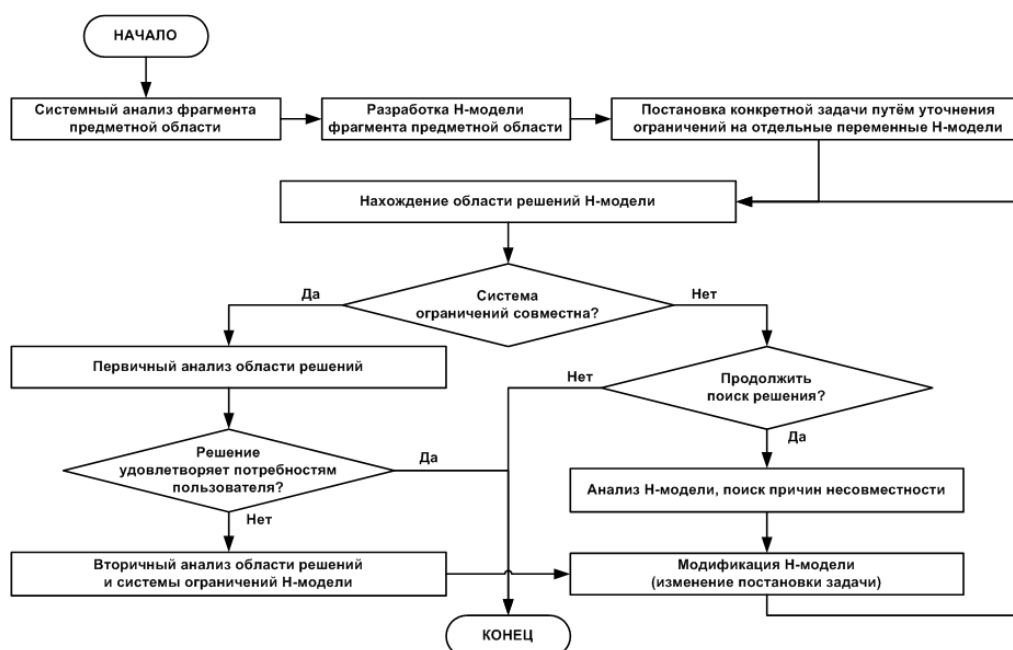 НАЧАЛО
Системный анализ фрагмента
предметной области
Разработка Н-модели
фрагмента предметной области
Постановка конкретной задачи путём уточнения
ограничений на отдельные переменные Н-модели
Нахождение области решений Н-модели
Система
ограничений совместна?
Да
Нет
Первичный анализ области решений
Продолжить
поиск решения?
Нет
Да
Решение
удовлетворяет потребностям
пользователя?
Да
Нет
Анализ Н-модели, поиск причин несовместности
Вторичный анализ области решений
и системы ограничений Н-модели
Модификация Н-модели
(изменение постановки задачи)
КОНЕЦ